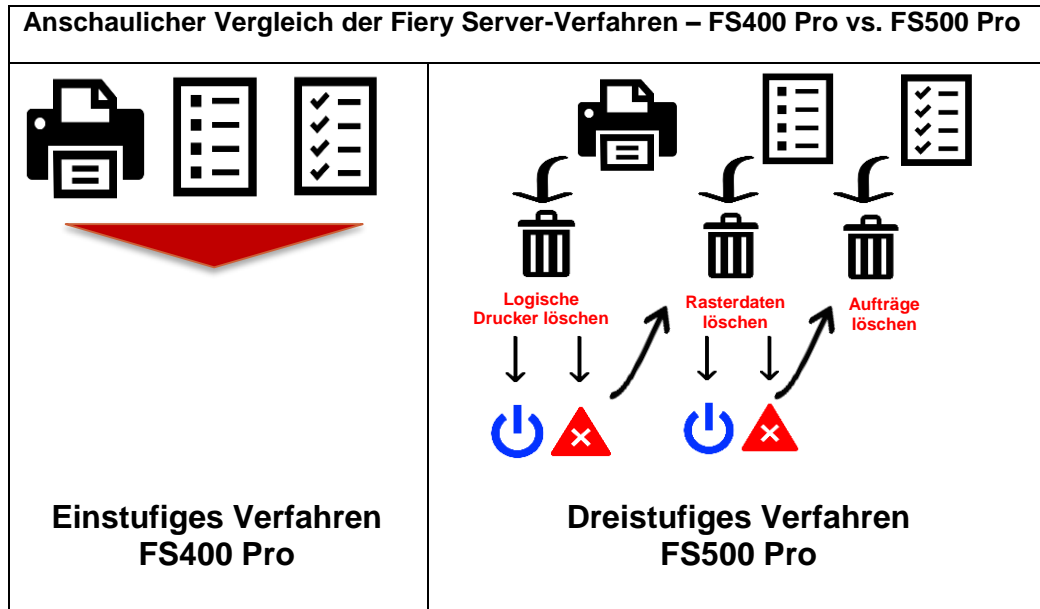 Anschaulicher Vergleich der Fiery Server-Verfahren – FS400 Pro vs. FS500 Pro
Logische
Drucker löschen
Rasterdaten
löschen
Aufträge
löschen
Einstufiges Verfahren
FS400 Pro
Dreistufiges Verfahren
FS500 Pro